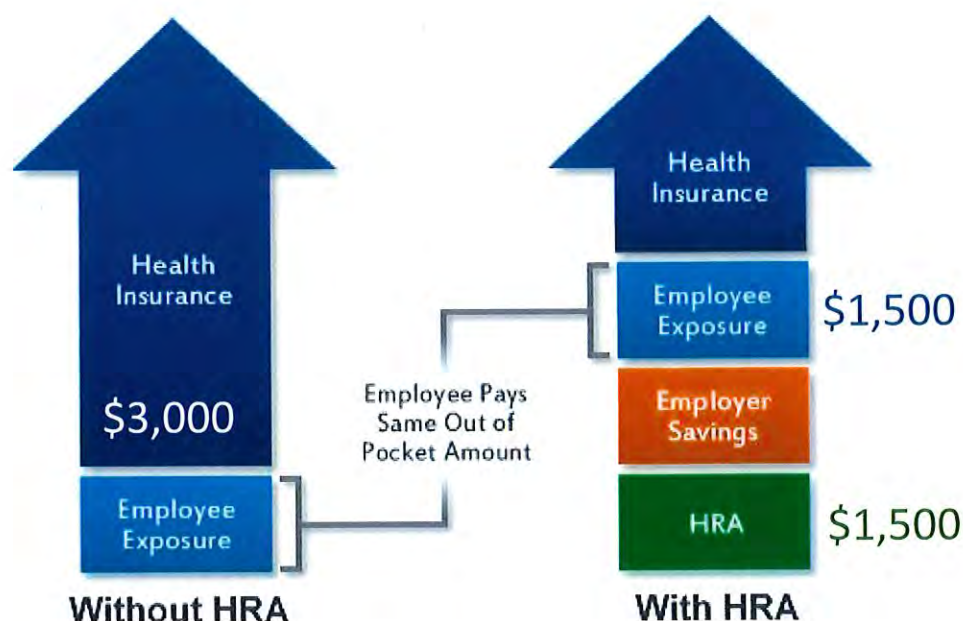 Health
Insurance
$3,000
Employee
Exposure
Without HRA
Employee Pays
Same Out of
Pocket Amount
Health
Insurance
Employee
Exposure
$1,500
Employer
Savings
HRA
$1,500
With HRA